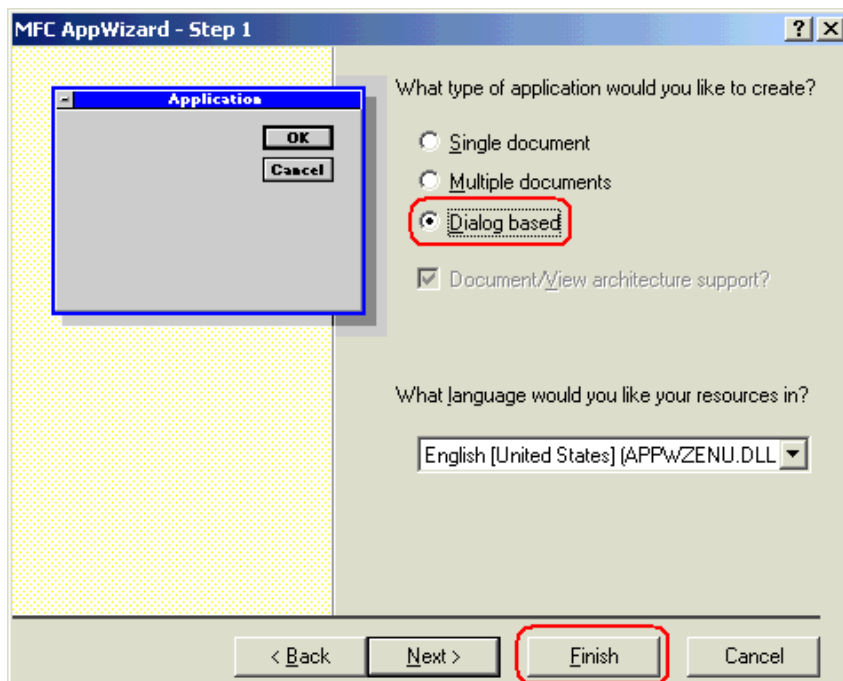 MFC AppWizard - Step 1
Application
OK
Cancel
What type of application would you like to create?
Single document
Multiple documents
Dialog based
Document/View architecture support?
What language would you like your resources in?
English [United States] (APPWZENU.DLL
< Back
Next >
Finish
Cancel